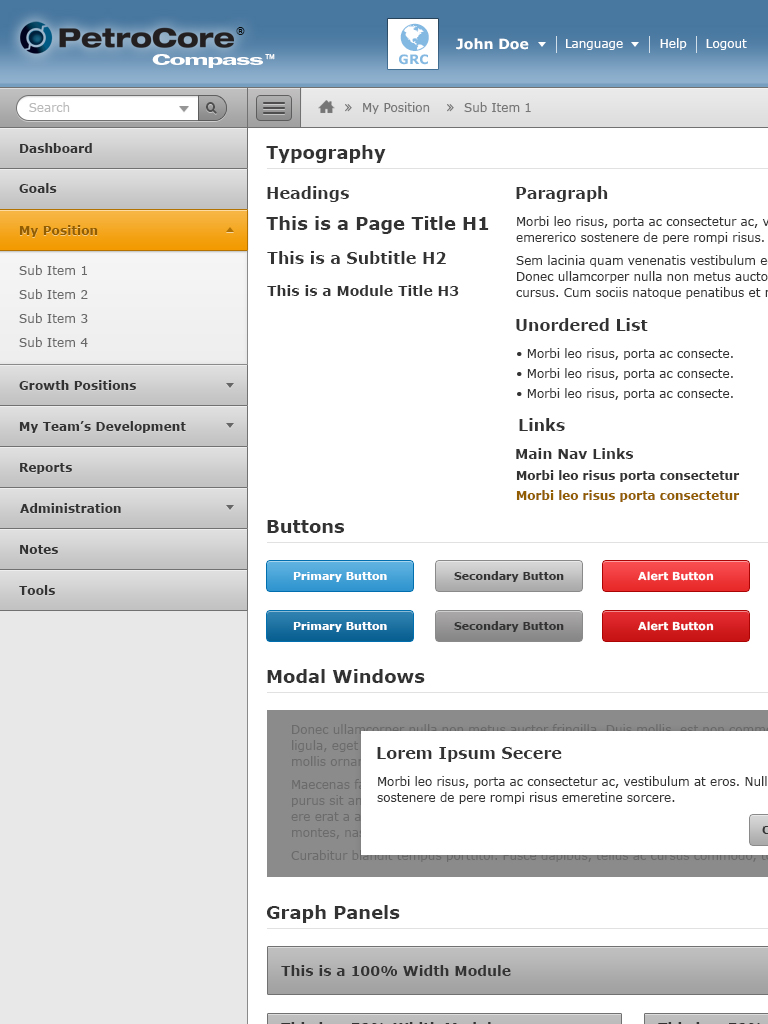 PetroCore®
Compass™
GRC
John Doe
Language
Help
Logout
Search
My Position
Sub Item 1
Dashboard
Goals
My Position
Sub Item 1
Sub Item 2
Sub Item 3
Sub Item 4
Growth Positions
My Team’s Development
Reports
Administration
Notes
Tools
Typography
Headings
This is a Page Title H1
This is a Subtitle H2
This is a Module Title H3
Paragraph
Morbi leo risus, porta ac consectetur ac, v
emererico sostenere de pere rompi risus.
Sem lacinia quam venenatis vestibulum e
Donec ullamcorper nulla non metus aucto
cursus. Cum sociis natoque penatibus et
Unordered List
• Morbi leo risus, porta ac consecte.
• Morbi leo risus, porta ac consecte.
• Morbi leo risus, porta ac consecte.
Links
Main Nav Links
Morbi leo risus porta consectetur
Morbi leo risus porta consectetur
Buttons
Primary Button
Secondary Button
Alert Button
Primary Button
Secondary Button
Alert Button
Modal Windows
Donec ullamcorper nulla non metus auctor fringilla. Duis mollis, est non comm
ligula, eget
mollis orna
Maecenas fa
purus sit am
ere erat a a
montes, nas
Curabitur blandit tempus porttitor. Fusce dapibus, tellus ac cursus commodo,
Lorem Ipsum Secere
Morbi leo risus, porta ac consectetur ac, vestibulum at eros. Null
sostenere de pere rompi risus emeretine sorcere.
Graph Panels
This is a 100% Width Module
This is a 50% Width Module